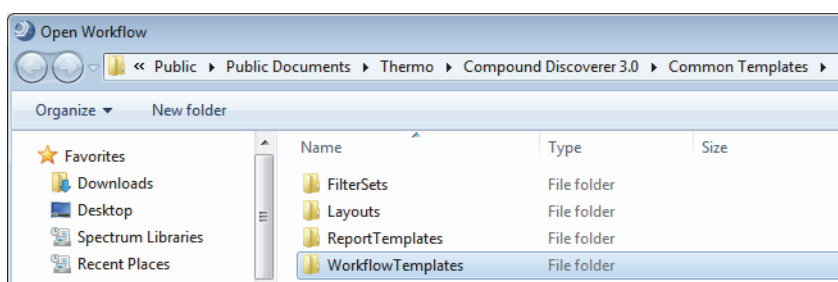 Open Workflow
« Public ▸ Public Documents ▸ Thermo ▸ Compound Discoverer 3.0 ▸ Common Templates ▸
Organize ▾ New folder
Favorites
Downloads
Desktop
Spectrum Libraries
Recent Places
Name Type Size
FilterSets File folder
Layouts File folder
ReportTemplates File folder
WorkflowTemplates File folder